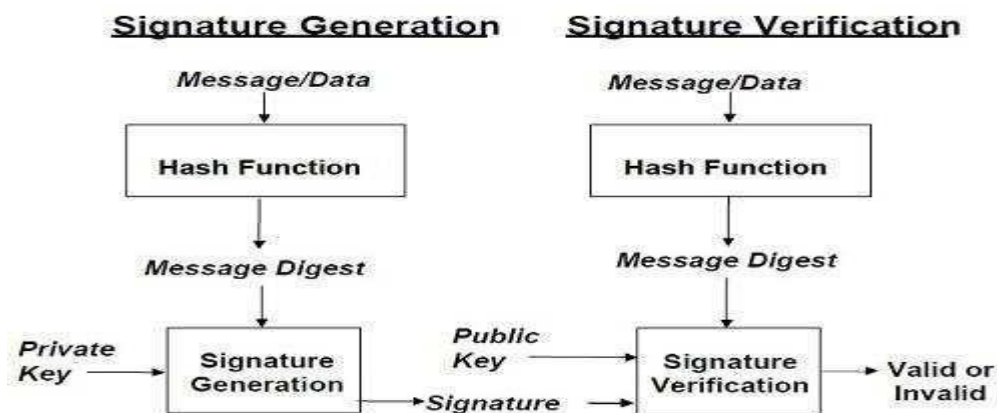 Signature Generation
Message/Data
Hash Function
Message Digest
Private
Key
Signature
Generation
Signature Verification
Message/Data
Hash Function
Message Digest
Public
Key
Signature
Signature
Verification
Valid or
Invalid